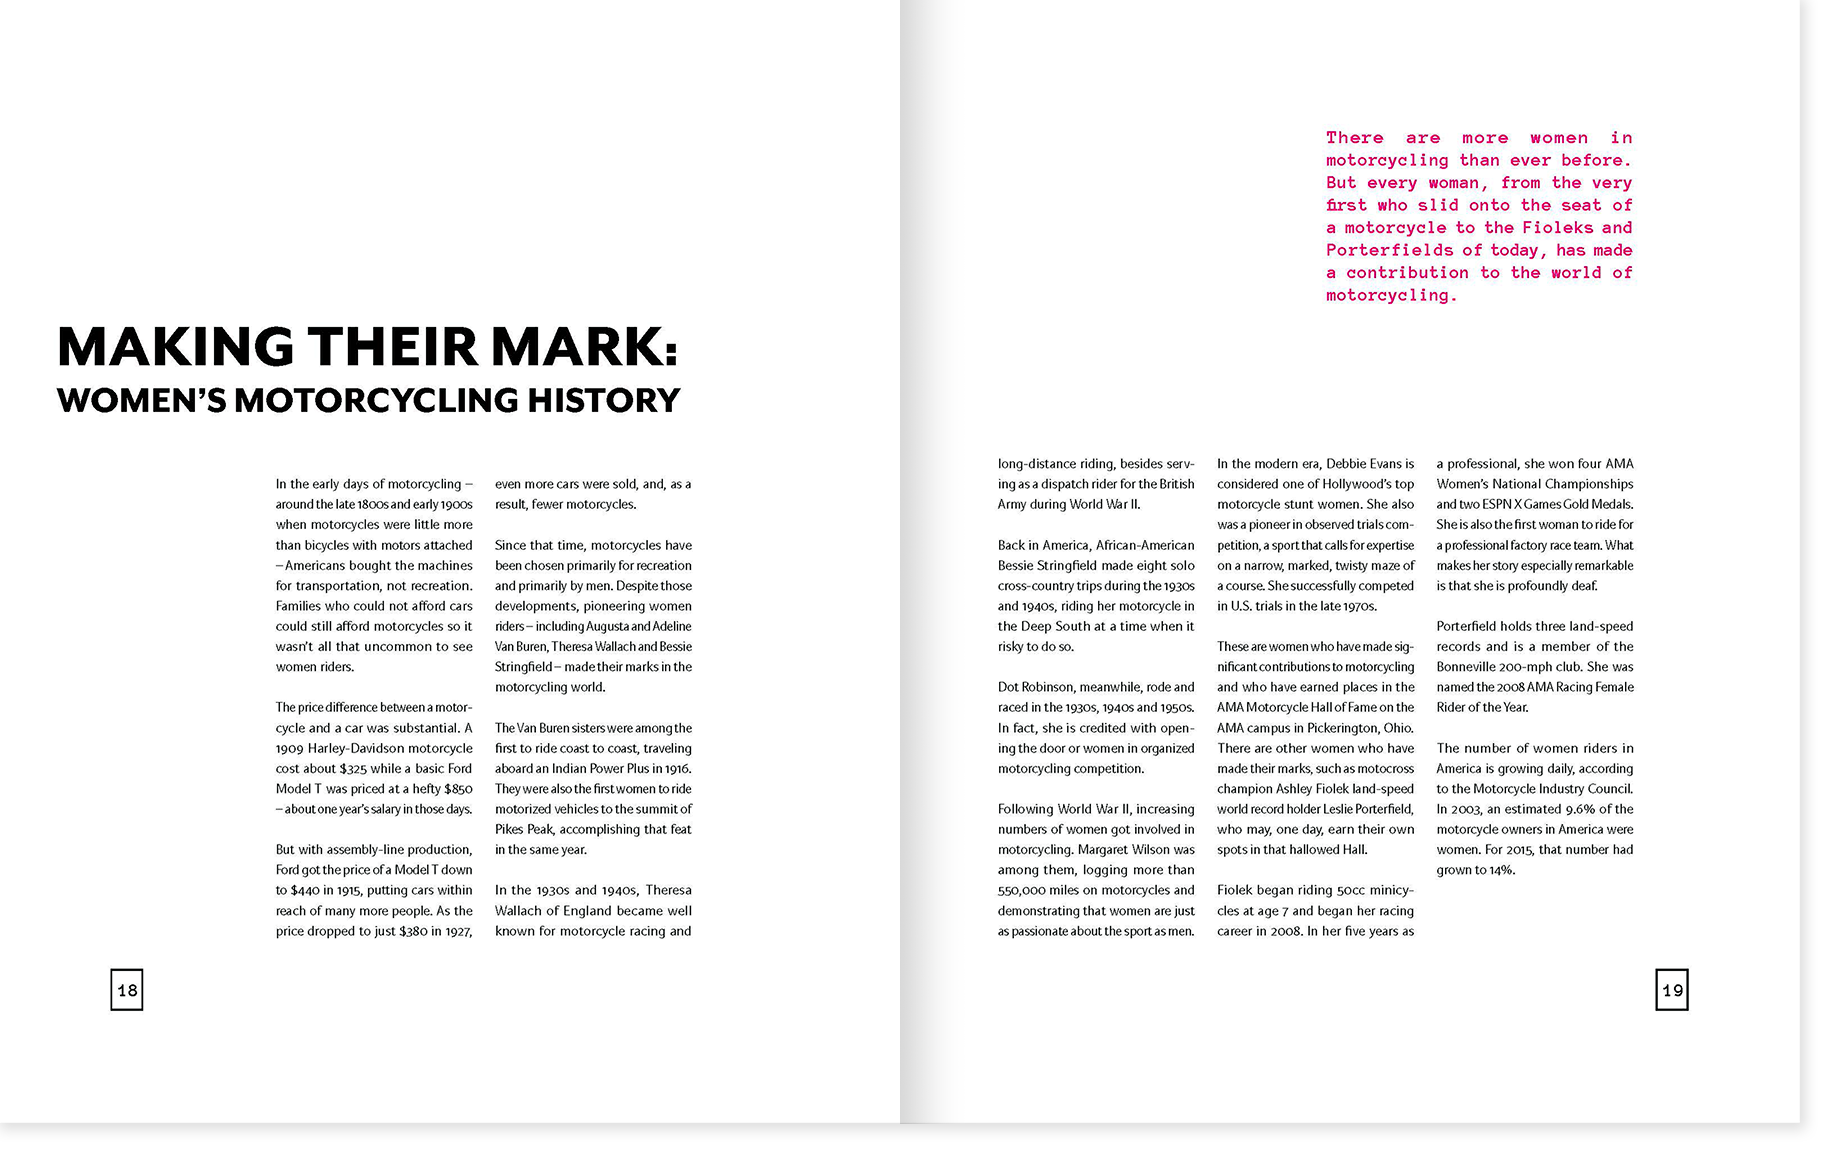 MAKING THEIR MARK:
WOMEN'S MOTORCYCLING HISTORY
In the early days of motorcycling –
around the late 1800s and early 1900s
when motorcycles were little more
than bicycles with motors attached
– Americans bought the machines
for transportation, not recreation.
Families who could not afford cars
could still afford motorcycles so it
wasn't all that uncommon to see
women riders.
The price difference between a motor-
cycle and a car was substantial. A
1909 Harley-Davidson motorcycle
cost about $325 while a basic Ford
Model T was priced at a hefty $850
– about one year's salary in those days.
But with assembly-line production,
Ford got the price of a Model T down
to $440 in 1915, putting cars within
reach of many more people. As the
price dropped to just $380 in 1927,
even more cars were sold, and, as a
result, fewer motorcycles.
Since that time, motorcycles have
been chosen primarily for recreation
and primarily by men. Despite those
developments, pioneering women
riders – including Augusta and Adeline
Van Buren, Theresa Wallach and Bessie
Stringfield – made their marks in the
motorcycling world.
The Van Buren sisters were among the
first to ride coast to coast, traveling
aboard an Indian Power Plus in 1916.
They were also the first women to ride
motorized vehicles to the summit of
Pikes Peak, accomplishing that feat
in the same year.
In the 1930s and 1940s, Theresa
Wallach of England became well
known for motorcycle racing and
18
There are more women in
motorcycling than ever before.
But every woman, from the very
first who slid onto the seat of
a motorcycle to the Fioleks and
Porterfields of today, has made
a contribution to the world of
motorcycling.
long-distance riding, besides serv-
ing as a dispatch rider for the British
Army during World War II.
Back in America, African-American
Bessie Stringfield made eight solo
cross-country trips during the 1930s
and 1940s, riding her motorcycle in
the Deep South at a time when it
risky to do so.
Dot Robinson, meanwhile, rode and
raced in the 1930s, 1940s and 1950s.
In fact, she is credited with open-
ing the door or women in organized
motorcycling competition.
Following World War II, increasing
numbers of women got involved in
motorcycling. Margaret Wilson was
among them, logging more than
550,000 miles on motorcycles and
demonstrating that women are just
as passionate about the sport as men.
In the modern era, Debbie Evans is
considered one of Hollywood's top
motorcycle stunt women. She also
was a pioneer in observed trials com-
petition, a sport that calls for expertise
on a narrow, marked, twisty maze of
a course. She successfully competed
in U.S. trials in the late 1970s.
These are women who have made sig-
nificant contributions to motorcycling
and who have earned places in the
AMA Motorcycle Hall of Fame on the
AMA campus in Pickerington, Ohio.
There are other women who have
made their marks, such as motocross
champion Ashley Fiolek land-speed
world record holder Leslie Porterfield,
who may, one day, earn their own
spots in that hallowed Hall.
Fiolek began riding 50cc minicy-
cles at age 7 and began her racing
career in 2008. In her five years as
a professional, she won four AMA
Women's National Championships
and two ESPN X Games Gold Medals.
She is also the first woman to ride for
a professional factory race team. What
makes her story especially remarkable
is that she is profoundly deaf.
Porterfield holds three land-speed
records and is a member of the
Bonneville 200-mph club. She was
named the 2008 AMA Racing Female
Rider of the Year.
The number of women riders in
America is growing daily, according
to the Motorcycle Industry Council.
In 2003, an estimated 9.6% of the
motorcycle owners in America were
women. For 2015, that number had
grown to 14%.
19